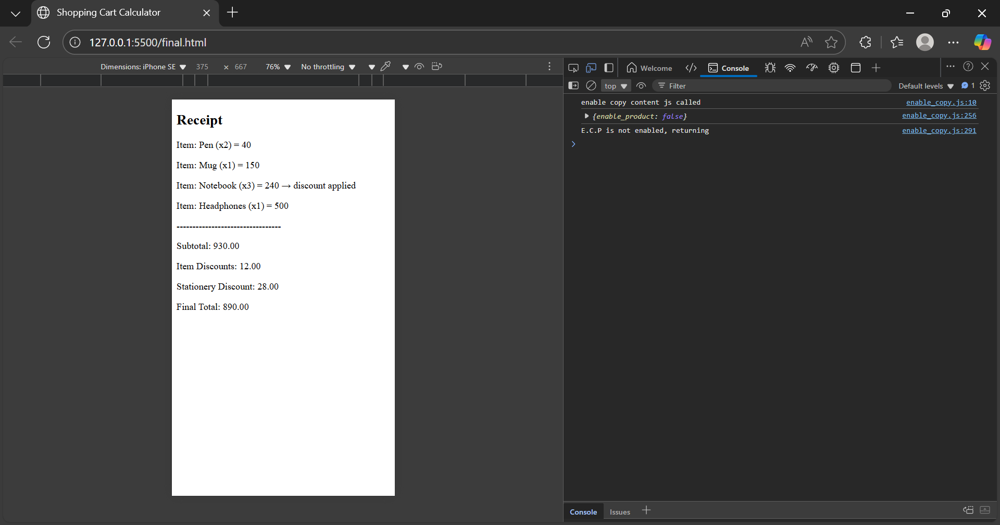 Shopping Cart Calculator
127.0.0.1:5500/final.html
Dimensions: iPhone SE 375 x 667 76% No throttling
Welcome Console
top Filter Default levels 1
Receipt
Item: Pen (x2) = 40
Item: Mug (x1) = 150
Item: Notebook (x3) = 240 → discount applied
Item: Headphones (x1) = 500
---------------------------------
Subtotal: 930.00
Item Discounts: 12.00
Stationery Discount: 28.00
Final Total: 890.00
enable copy content js called enable_copy.js:10
{enable_product: false} enable_copy.js:256
E.C.P is not enabled, returning enable_copy.js:291
Console Issues